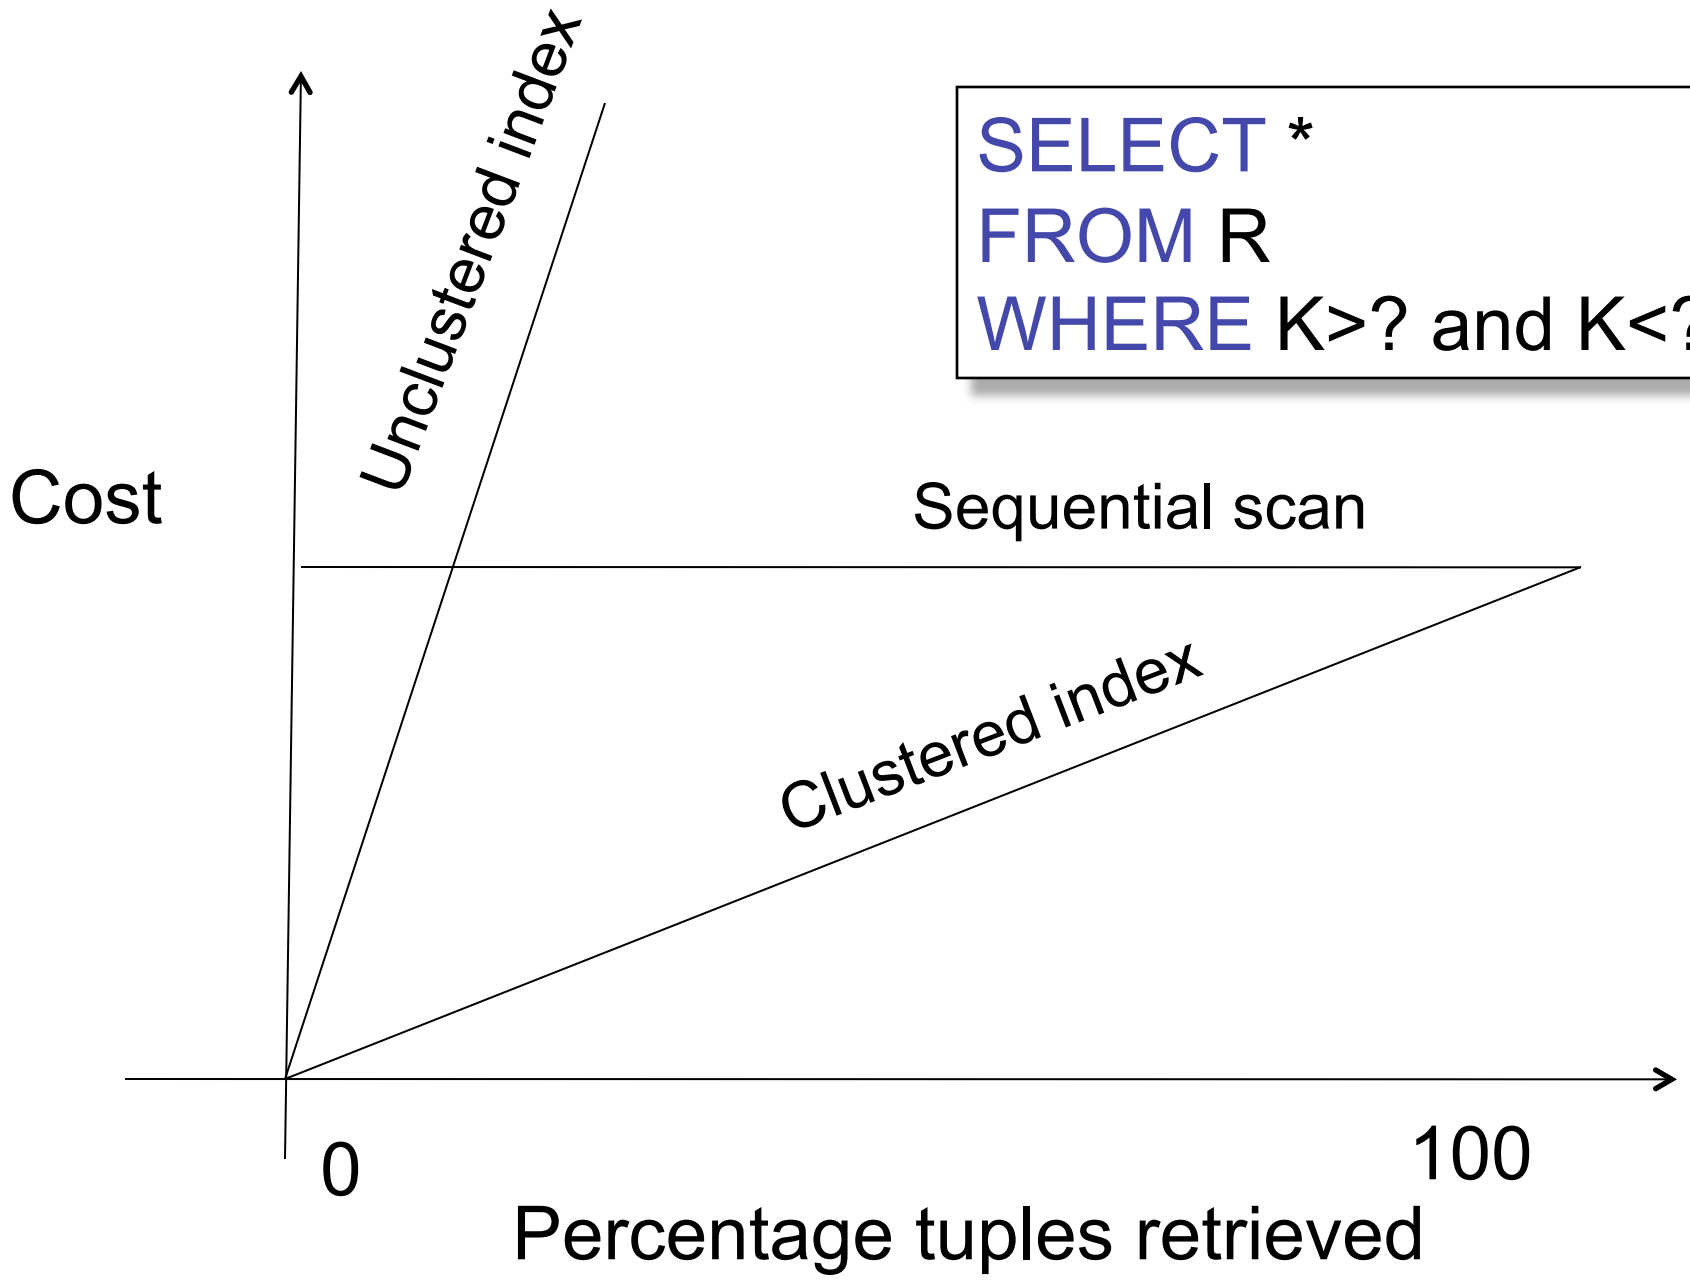 Unclustered index
SELECT *
FROM R
WHERE K>? and K<?
Cost
Sequential scan
Clustered index
0
100
Percentage tuples retrieved